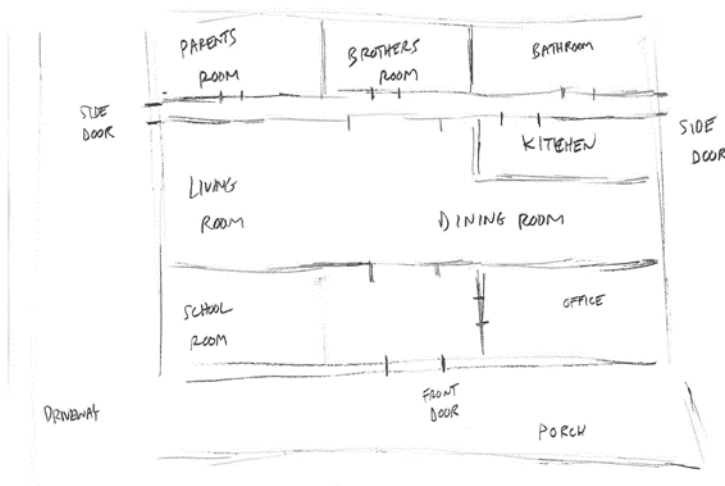 PARENTS
ROOM
BROTHERS
ROOM
BATHROOM
SIDE
DOOR
KITCHEN
SIDE
DOOR
LIVING
ROOM
DINING ROOM
SCHOOL
ROOM
OFFICE
FRONT
DOOR
DRIVEWAY
PORCH